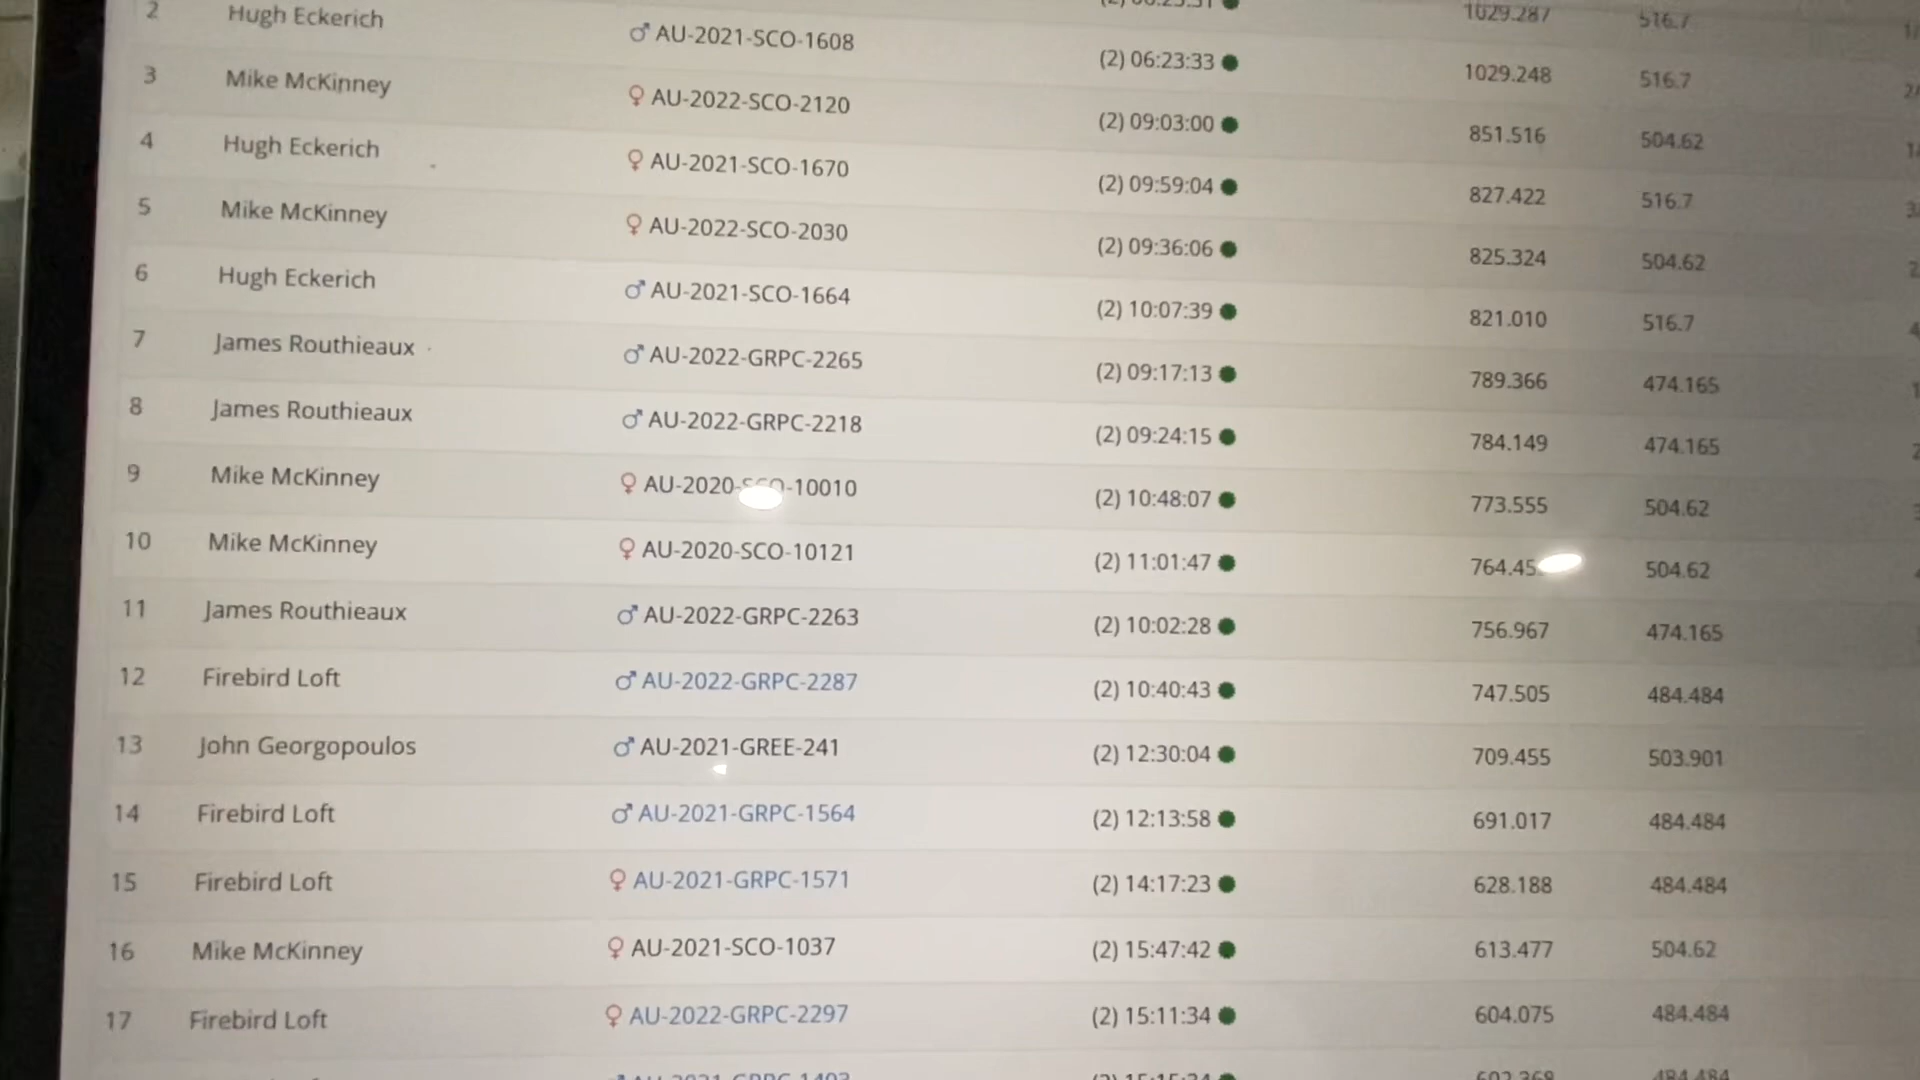 1029.287 516.7
2 Hugh Eckerich ♂ AU-2021-SCO-1608 (2) 06:23:33 1029.248 516.7
3 Mike McKinney ♀ AU-2022-SCO-2120 (2) 09:03:00 851.516 504.62
4 Hugh Eckerich ♀ AU-2021-SCO-1670 (2) 09:59:04 827.422 516.7
5 Mike McKinney ♀ AU-2022-SCO-2030 (2) 09:36:06 825.324 504.62
6 Hugh Eckerich ♂ AU-2021-SCO-1664 (2) 10:07:39 821.010 516.7
7 James Routhieaux ♂ AU-2022-GRPC-2265 (2) 09:17:13 789.366 474.165
8 James Routhieaux ♂ AU-2022-GRPC-2218 (2) 09:24:15 784.149 474.165
9 Mike McKinney ♀ AU-2020-SCO-10010 (2) 10:48:07 773.555 504.62
10 Mike McKinney ♀ AU-2020-SCO-10121 (2) 11:01:47 504.62
11 James Routhieaux ♂ AU-2022-GRPC-2263 (2) 10:02:28 756.967 474.165
12 Firebird Loft ♂ AU-2022-GRPC-2287 (2) 10:40:43 747.505 484.484
13 John Georgopoulos ♂ AU-2021-GREE-241 (2) 12:30:04 709.455 503.901
14 Firebird Loft ♂ AU-2021-GRPC-1564 (2) 12:13:58 691.017 484.484
15 Firebird Loft ♀ AU-2021-GRPC-1571 (2) 14:17:23 628.188 484.484
16 Mike McKinney ♀ AU-2021-SCO-1037 (2) 15:47:42 613.477 504.62
17 Firebird Loft ♀ AU-2022-GRPC-2297 (2) 15:11:34 604.075 484.484